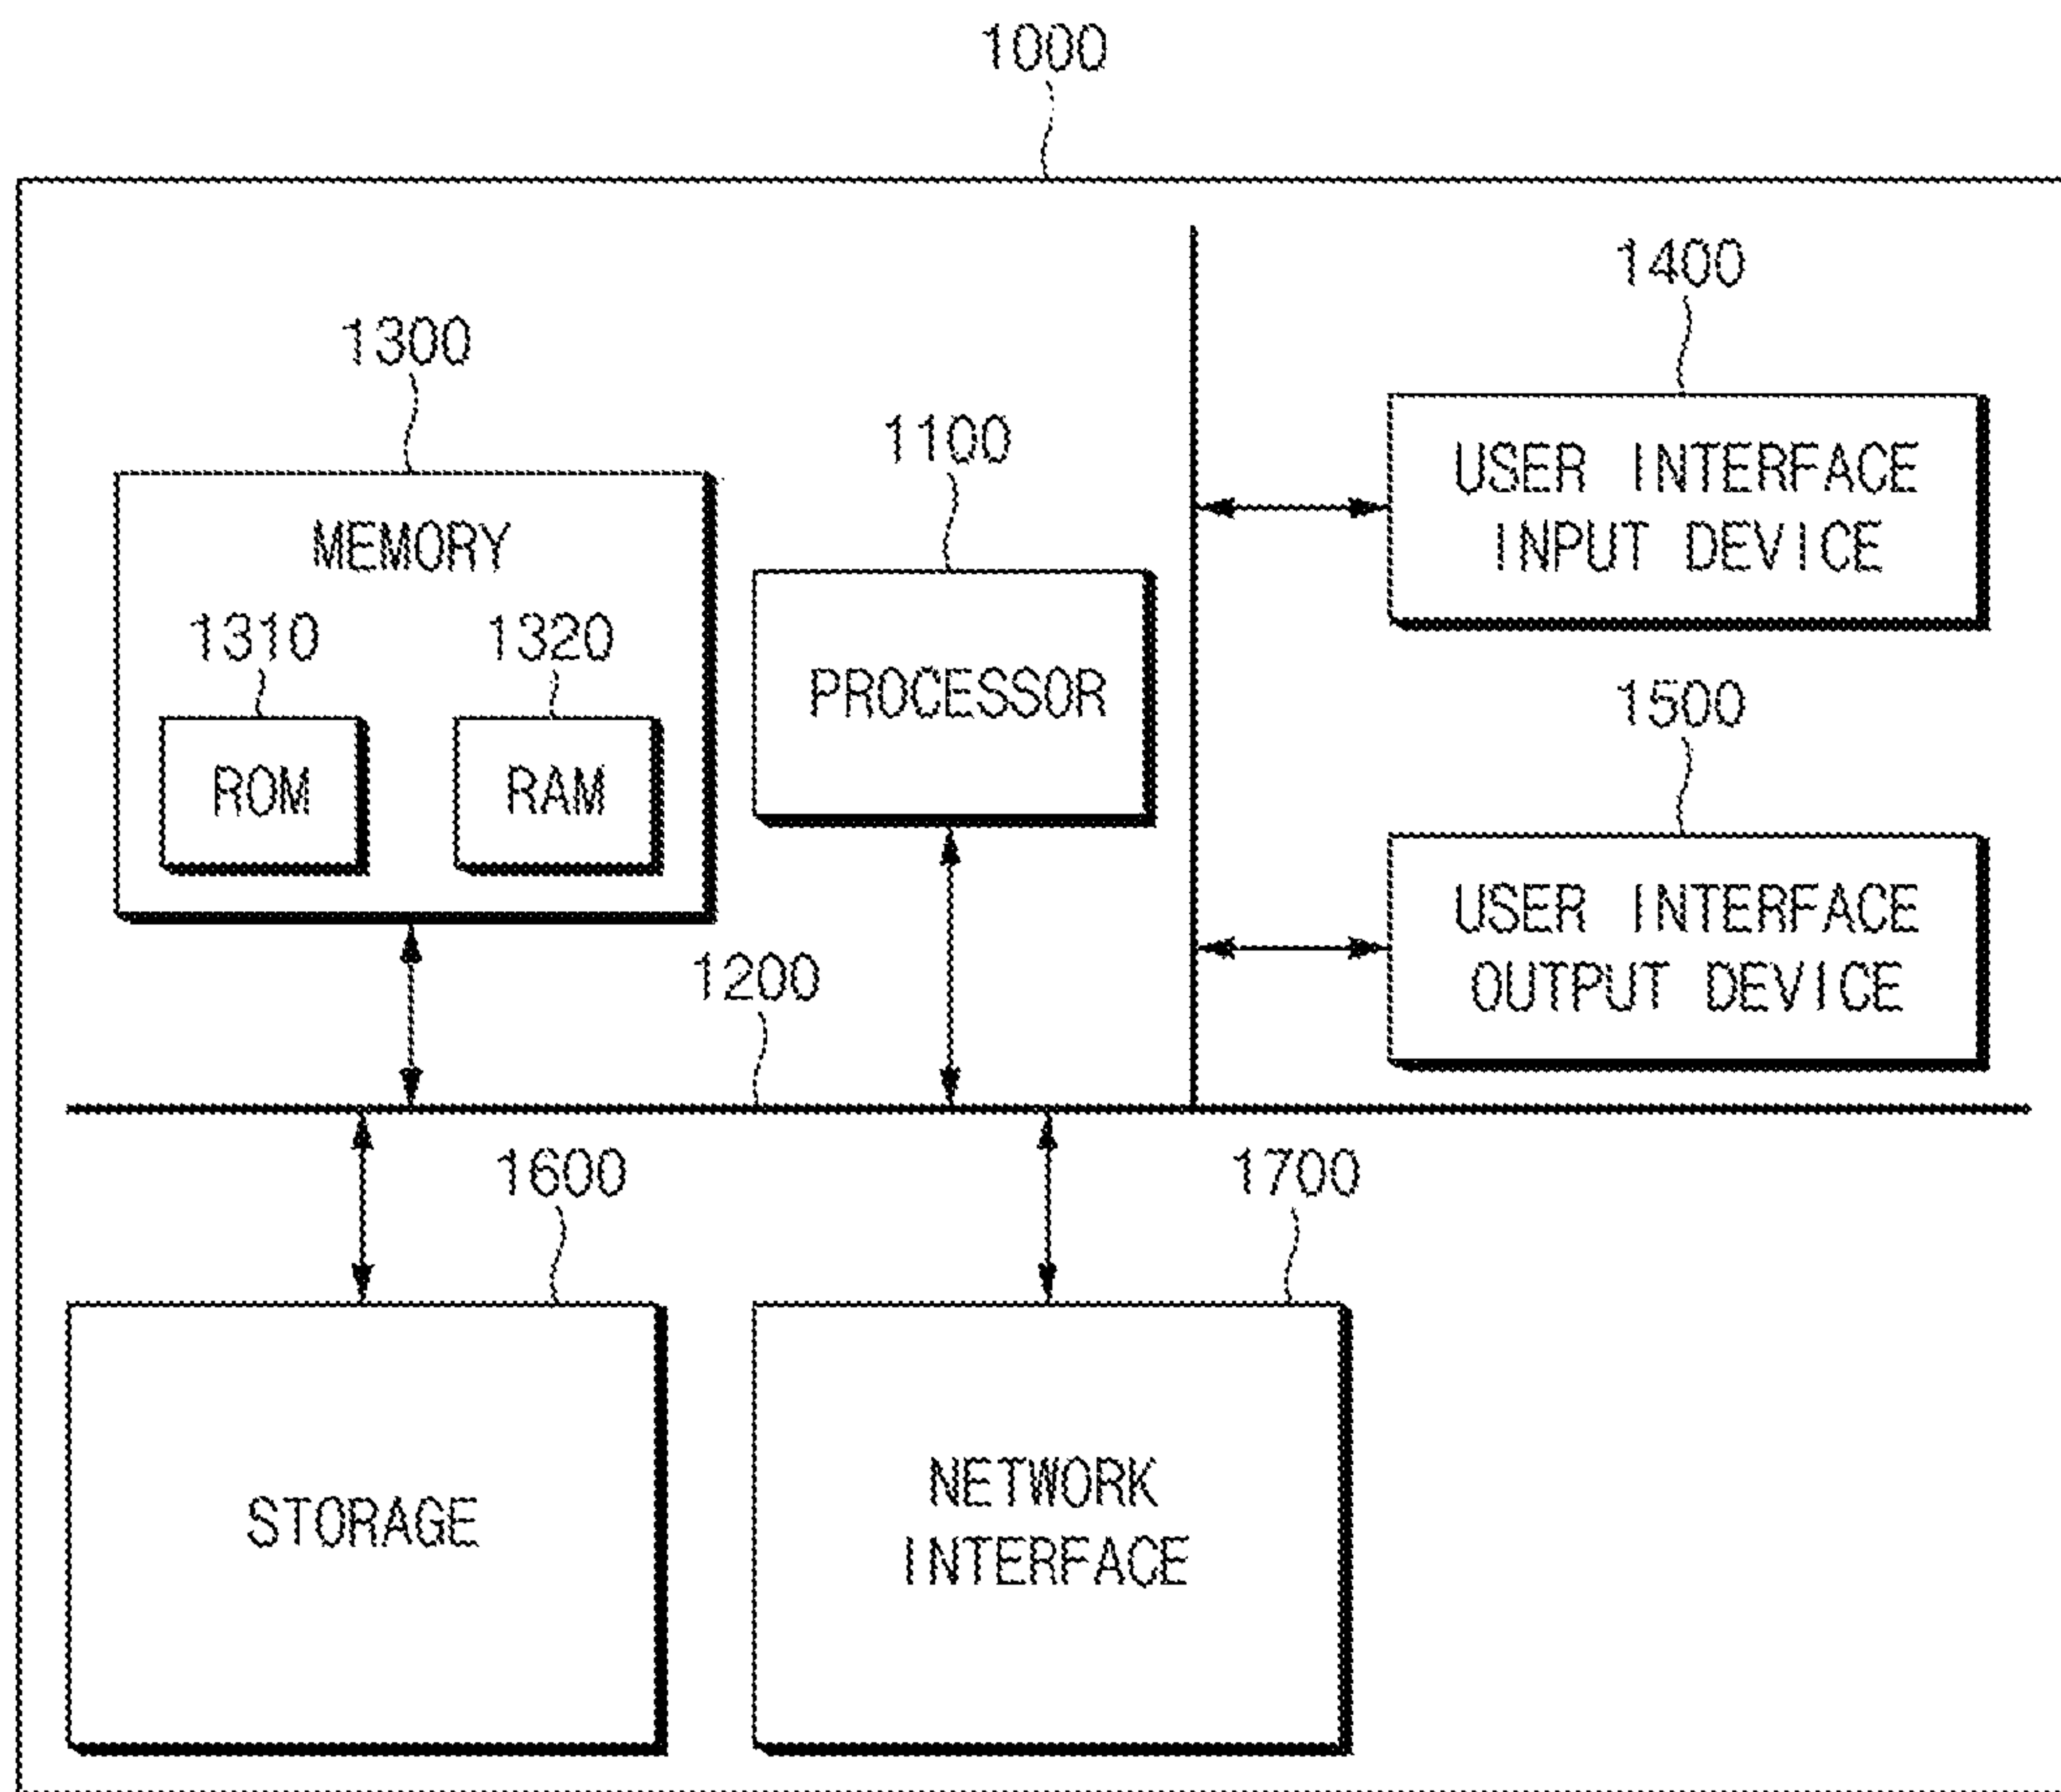 1000
1400
1300
1100
USER INTERFACE
INPUT DEVICE
MEMORY
1310
1320
PROCESSOR
1500
ROM
RAM
USER INTERFACE
OUTPUT DEVICE
1200
1600
1700
STORAGE
NETWORK
INTERFACE